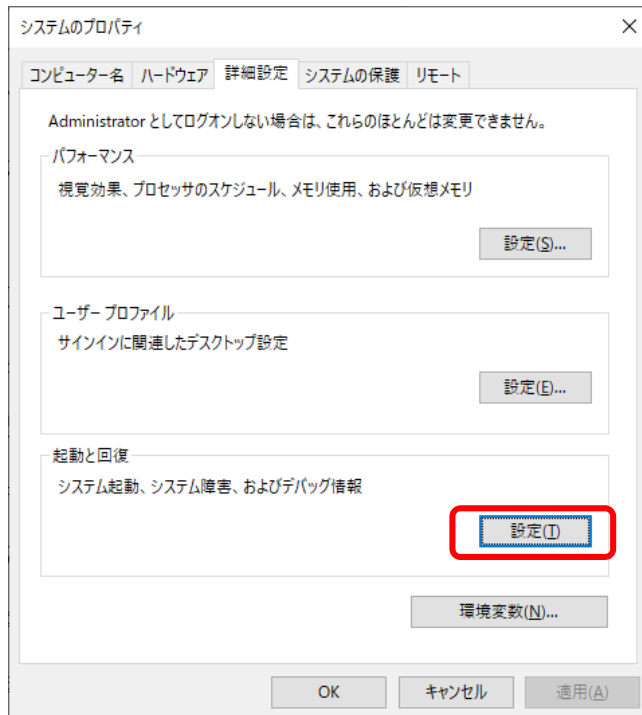 システムのプロパティ
コンピューター名 ハードウェア 詳細設定 システムの保護 リモート
Administrator としてログオンしない場合は、これらのほとんどは変更できません。
パフォーマンス
視覚効果、プロセッサのスケジュール、メモリ使用、および仮想メモリ
設定(S)...
ユーザー プロファイル
サインインに関連したデスクトップ設定
設定(E)...
起動と回復
システム起動、システム障害、およびデバッグ情報
設定(T)
環境変数(N)...
OK キャンセル 適用(A)